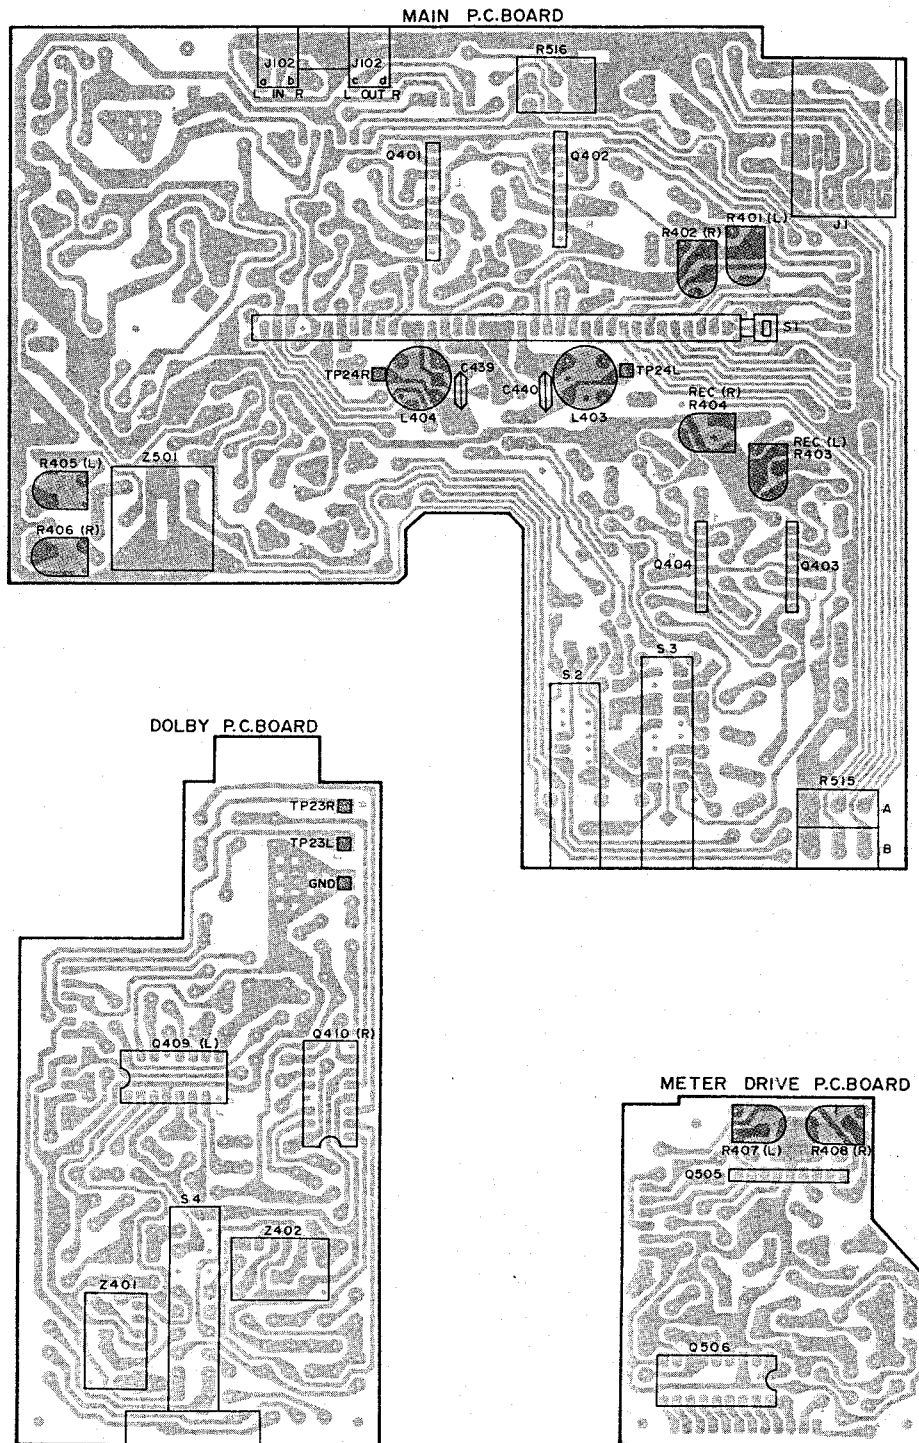 MAIN P.C.BOARD
J102 J102
a b c d
L IN R L OUT R
R516
Q401
Q402
R401 (L)
R402 (R)
J1
S1
TP24R
C439
C440
TP24L
L404
L403
REC (R)
R404
REC (L)
R403
R405 (L)
Z501
R406 (R)
Q404
Q403
S2
S3
R515
A
B
DOLBY P.C.BOARD
TP23R
TP23L
GND
Q409 (L)
Q410 (R)
S4
Z402
Z401
METER DRIVE P.C.BOARD
R407 (L)
R408 (R)
Q505
Q506